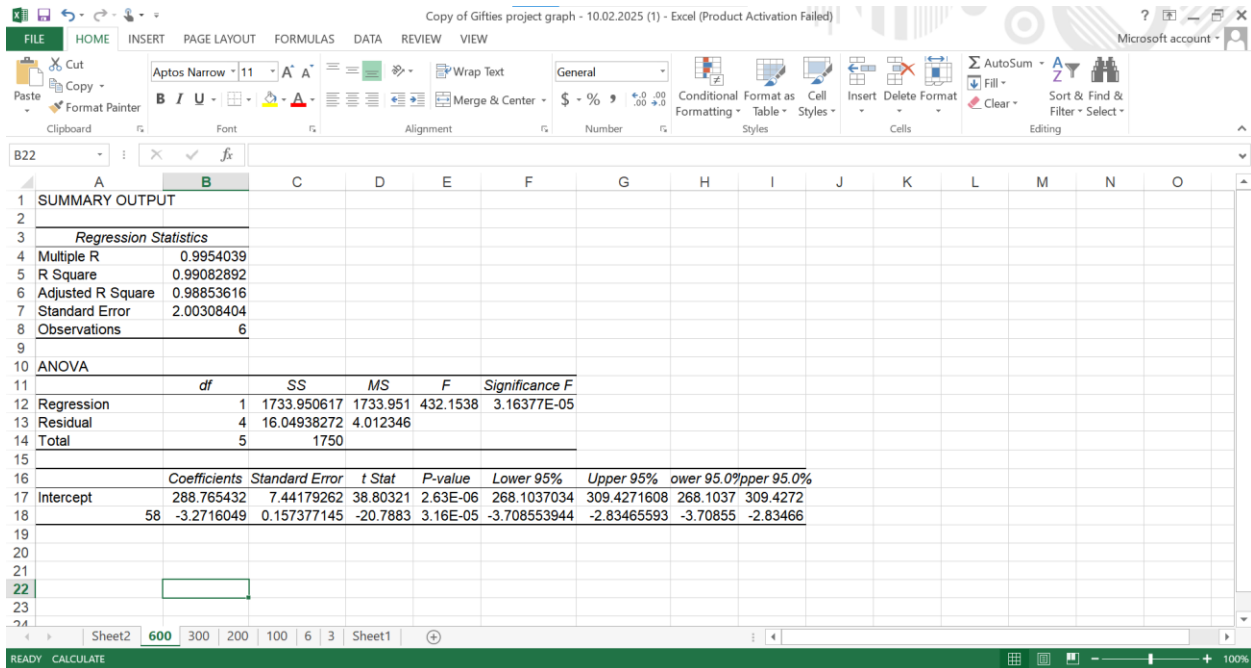 Copy of Gifties project graph - 10.02.2025 (1) - Excel (Product Activation Failed)
FILE HOME INSERT PAGE LAYOUT FORMULAS DATA REVIEW VIEW Microsoft account
Paste Cut Copy Format Painter
Aptos Narrow 11
B I U
Wrap Text
Merge & Center
General
$ % ,
Conditional Formatting
Format as Table
Cell Styles
Insert Delete Format
AutoSum
Fill
Clear
Sort & Filter
Find & Select
Clipboard Font Alignment Number Styles Cells Editing
B22 fx
A B C D E F G H I J K L M N O
1 SUMMARY OUTPUT
2
3 Regression Statistics
4 Multiple R 0.9954039
5 R Square 0.99082892
6 Adjusted R Square 0.98853616
7 Standard Error 2.00308404
8 Observations 6
9
10 ANOVA
11 df SS MS F Significance F
12 Regression 1 1733.950617 1733.951 432.1538 3.16377E-05
13 Residual 4 16.04938272 4.012346
14 Total 5 1750
15
16 Coefficients Standard Error t Stat P-value Lower 95% Upper 95% ower 95.0% pper 95.0%
17 Intercept 288.765432 7.44179262 38.80321 2.63E-06 268.1037034 309.4271608 268.1037 309.4272
18 58 -3.2716049 0.157377145 -20.7883 3.16E-05 -3.708553944 -2.83465593 -3.70855 -2.83466
19
20
21
22
23
24
Sheet2 600 300 200 100 6 3 Sheet1
READY CALCULATE 100%